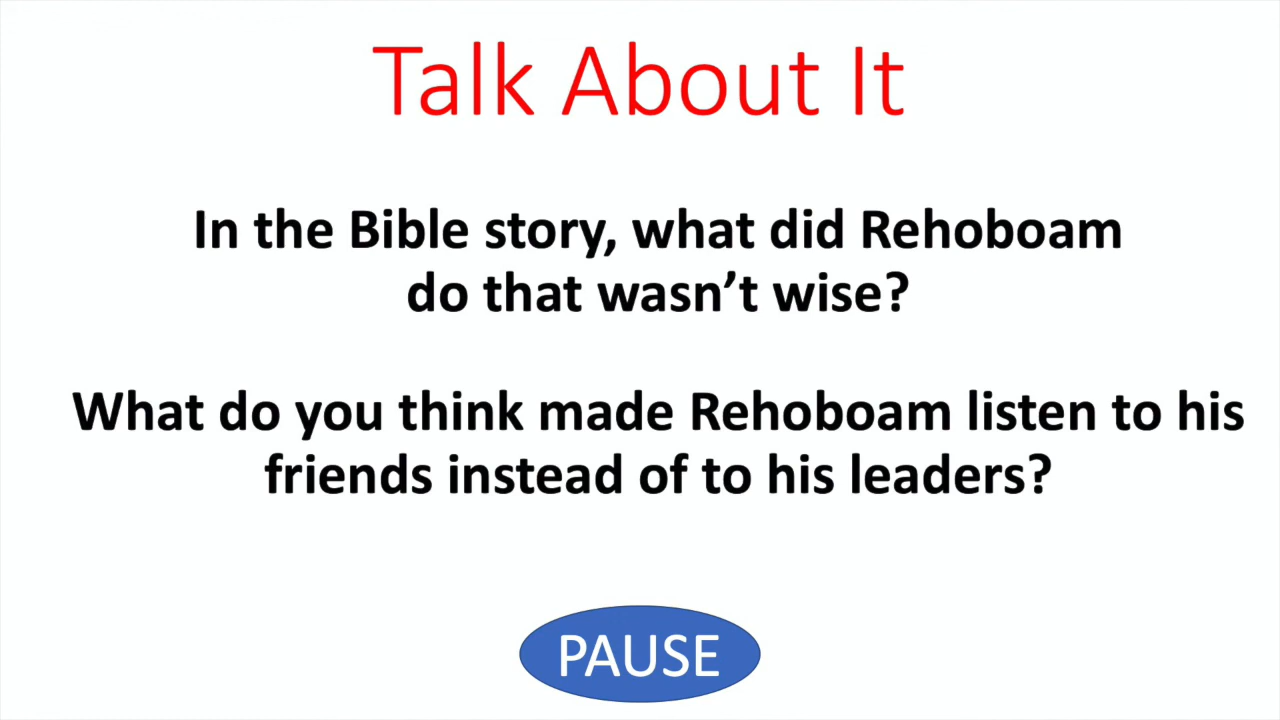 Talk About It
In the Bible story, what did Rehoboam
do that wasn’t wise?
What do you think made Rehoboam listen to his
friends instead of to his leaders?
PAUSE